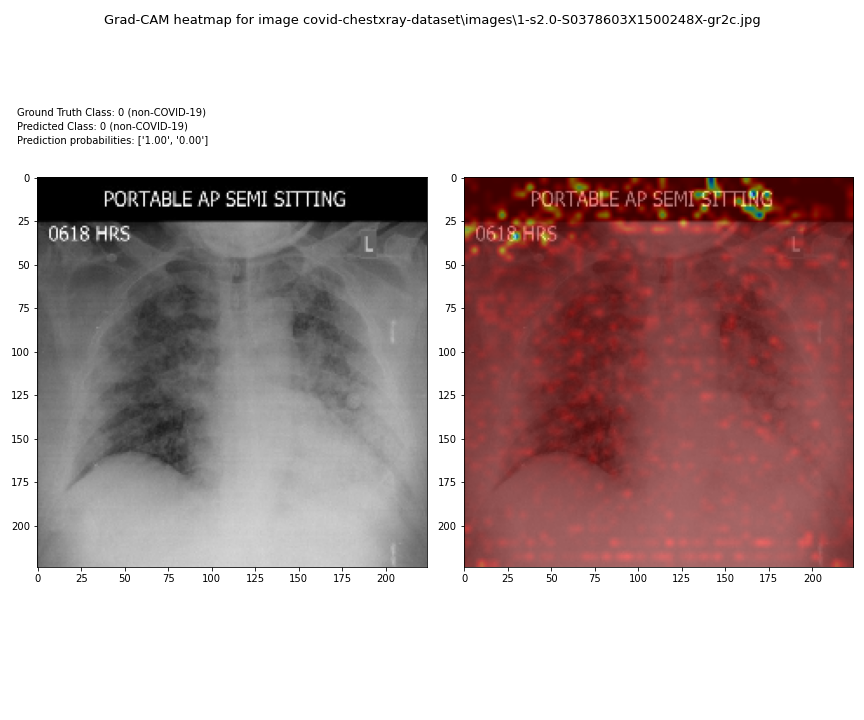 Grad-CAM heatmap for image covid-chestxray-dataset\images\1-s2.0-S0378603X1500248X-gr2c.jpg
Ground Truth Class: 0 (non-COVID-19)
Predicted Class: 0 (non-COVID-19)
Prediction probabilities: ['1.00', '0.00']
0
25
50
75
100
125
150
175
200
PORTABLE AP SEMI SITTING
0618 HRS
L
0 25 50 75 100 125 150 175 200
0
25
50
75
100
125
150
175
200
PORTABLE AP SEMI SITTING
0618 HRS
L
0 25 50 75 100 125 150 175 200